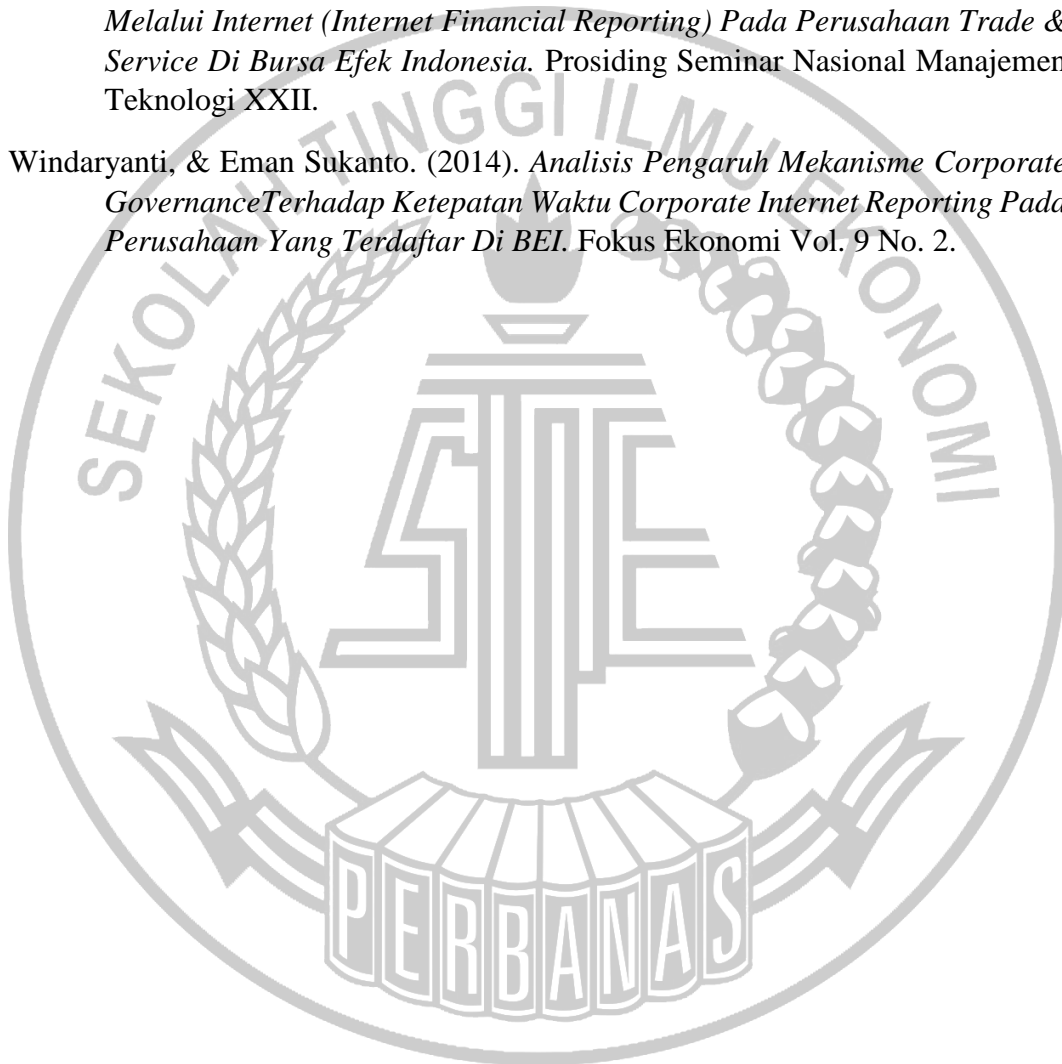 Melalui Internet (Internet Financial Reporting) Pada Perusahaan Trade &
Service Di Bursa Efek Indonesia. Prosiding Seminar Nasional Manajemen
Teknologi XXII.
Windaryanti, & Eman Sukanto. (2014). Analisis Pengaruh Mekanisme Corporate
GovernanceTerhadap Ketepatan Waktu Corporate Internet Reporting Pada
Perusahaan Yang Terdaftar Di BEI. Fokus Ekonomi Vol. 9 No. 2.
SEKOLAH TINGGI ILMU EKONOMI
STIE
PERBANAS